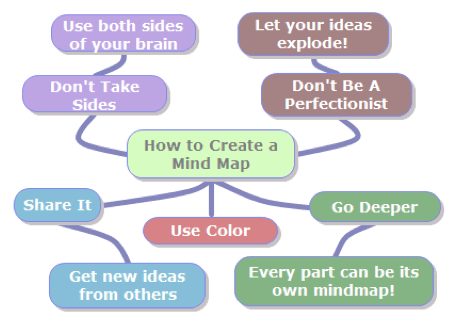 Use both sides
of your brain
Let your ideas
explode!
Don't Take
Sides
Don't Be A
Perfectionist
How to Create a
Mind Map
Share It
Use Color
Go Deeper
Get new ideas
from others
Every part can be its
own mindmap!